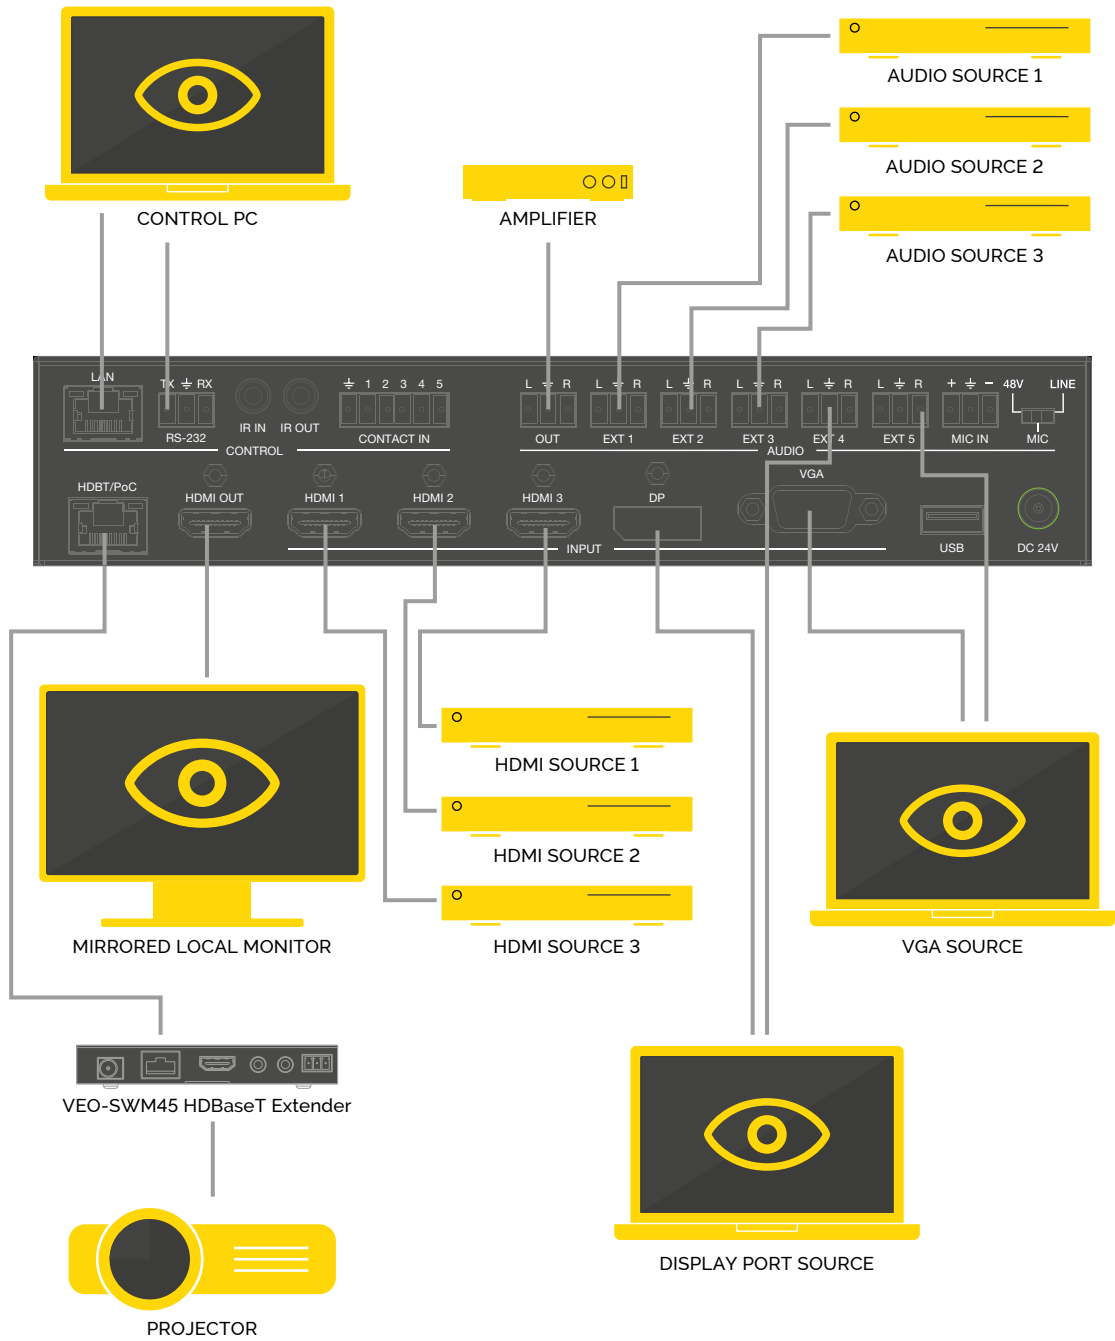 AUDIO SOURCE 1
AUDIO SOURCE 2
CONTROL PC
AMPLIFIER
AUDIO SOURCE 3
LAN
TX RX
1 2 3 4 5
L R
L R
L R
L R
L R
L R
+ - 48V LINE
IR IN IR OUT
RS-232
CONTACT IN
OUT
EXT 1
EXT 2
EXT 3
EXT 4
EXT 5
MIC IN
MIC
CONTROL
AUDIO
HDBT/PoC
HDMI OUT
HDMI 1
HDMI 2
HDMI 3
DP
VGA
INPUT
USB
DC 24V
HDMI SOURCE 1
HDMI SOURCE 2
HDMI SOURCE 3
MIRRORED LOCAL MONITOR
VGA SOURCE
VEO-SWM45 HDBaseT Extender
DISPLAY PORT SOURCE
PROJECTOR